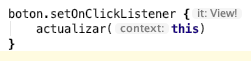 boton.setOnClickListener { it: View!
    actualizar( context: this)
}